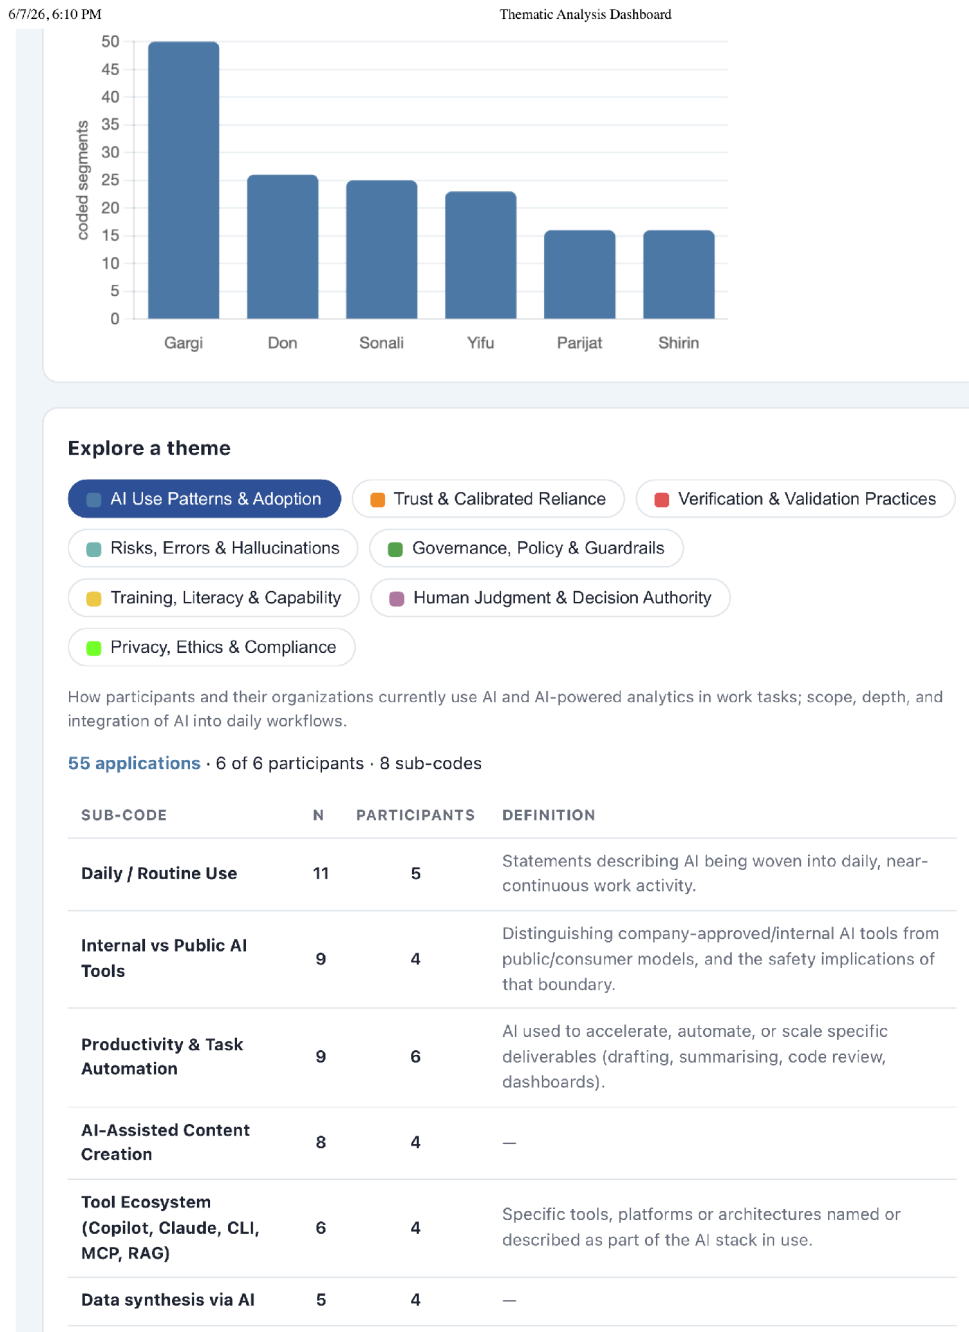 6/7/26, 6:10 PM
Thematic Analysis Dashboard
50
45
40
35
30
25
20
15
10
5
0
coded segments
Gargi Don Sonali Yifu Parijat Shirin
Explore a theme
AI Use Patterns & Adoption
Trust & Calibrated Reliance
Verification & Validation Practices
Risks, Errors & Hallucinations
Governance, Policy & Guardrails
Training, Literacy & Capability
Human Judgment & Decision Authority
Privacy, Ethics & Compliance
How participants and their organizations currently use AI and AI-powered analytics in work tasks; scope, depth, and
integration of AI into daily workflows.
55 applications · 6 of 6 participants · 8 sub-codes
SUB-CODE N PARTICIPANTS DEFINITION
Daily / Routine Use
11
5
Statements describing AI being woven into daily, near-
continuous work activity.
Internal vs Public AI
Tools
9
4
Distinguishing company-approved/internal AI tools from
public/consumer models, and the safety implications of
that boundary.
Productivity & Task
Automation
9
6
AI used to accelerate, automate, or scale specific
deliverables (drafting, summarising, code review,
dashboards).
AI-Assisted Content
Creation
8
4
—
Tool Ecosystem
(Copilot, Claude, CLI,
MCP, RAG)
6
4
Specific tools, platforms or architectures named or
described as part of the AI stack in use.
Data synthesis via AI
5
4
—